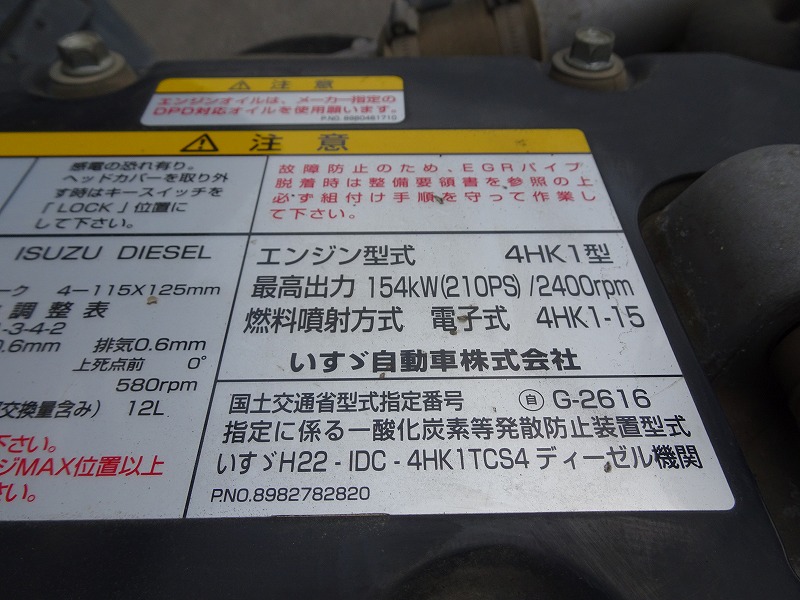 ⚠ 注意
エンジンオイルは、メーカー指定の
DPD対応オイルを使用願います。
P.NO. 8980461710
⚠ 注意
感電の恐れ有り。
ヘッドカバーを取り外
す時はキースイッチを
「LOCK」位置に
して下さい。
故障防止のため、EGRパイプ
脱着時は整備要領書を参照の上
必ず組付け手順を守って作業し
て下さい。
ISUZU DIESEL
ーク 4-115X125mm
調整表
-3-4-2
0.6mm 排気0.6mm
上死点前 0°
580rpm
交換量含み) 12L
下さい。
ジMAX位置以上
エンジン型式 4HK1型
最高出力 154kW(210PS) /2400rpm
燃料噴射方式 電子式 4HK1-15
いすゞ自動車株式会社
国土交通省型式指定番号 ㊀自 G-2616
指定に係る一酸化炭素等発散防止装置型式
いすゞH22 - IDC - 4HK1TCS4 ディーゼル機関
P.NO.8982782820